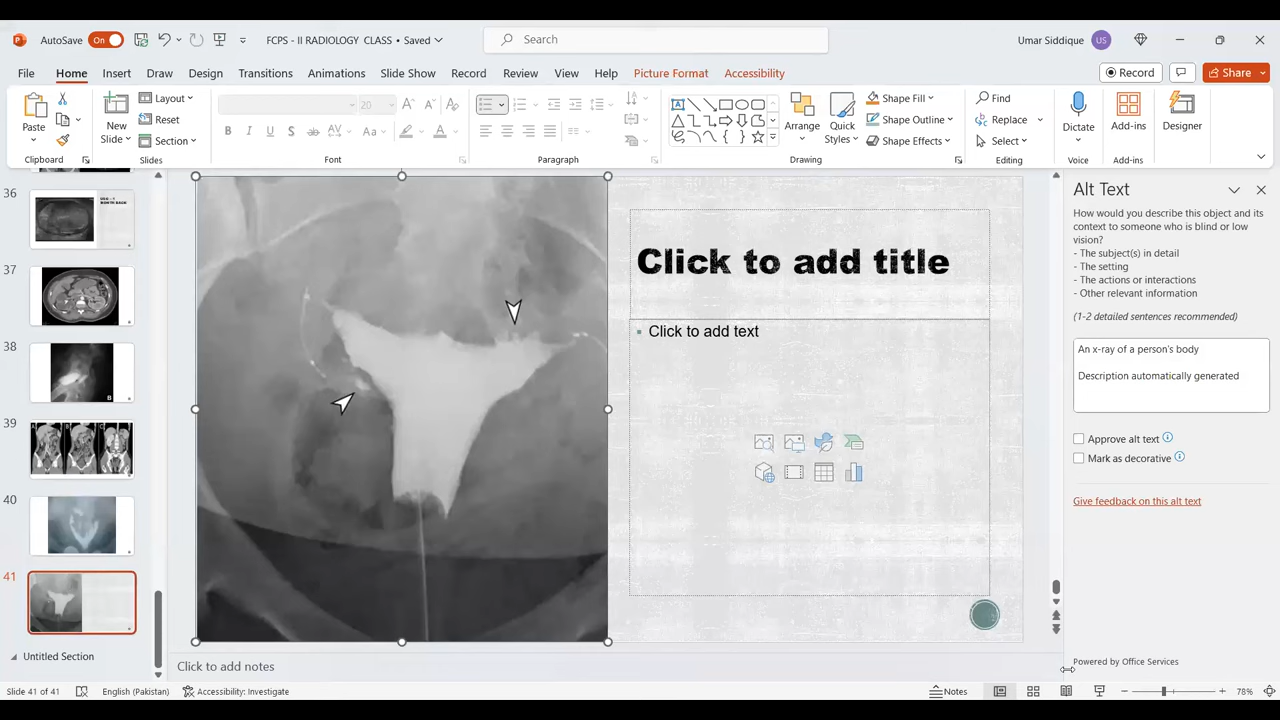 AutoSave On FCPS - II RADIOLOGY CLASS • Saved Search Umar Siddique US
File Home Insert Draw Design Transitions Animations Slide Show Record Review View Help Picture Format Accessibility Record Share
Paste
New
Slide
Layout
Reset
Section
20
B I U S ab AV Aa A
Shape Fill
Shape Outline
Shape Effects
Arrange
Quick
Styles
Find
Replace
Select
Dictate
Add-ins
Designer
Clipboard Slides Font Paragraph Drawing Editing Voice Add-ins
36
37
38
B
39
A B C
40
41
Untitled Section
Click to add title
Click to add text
Click to add notes
Alt Text
How would you describe this object and its
context to someone who is blind or low
vision?
- The subject(s) in detail
- The setting
- The actions or interactions
- Other relevant information
(1-2 detailed sentences recommended)
An x-ray of a person's body
Description automatically generated
Approve alt text
Mark as decorative
Give feedback on this alt text
Powered by Office Services
Slide 41 of 41 English (Pakistan) Accessibility: Investigate Notes 78%